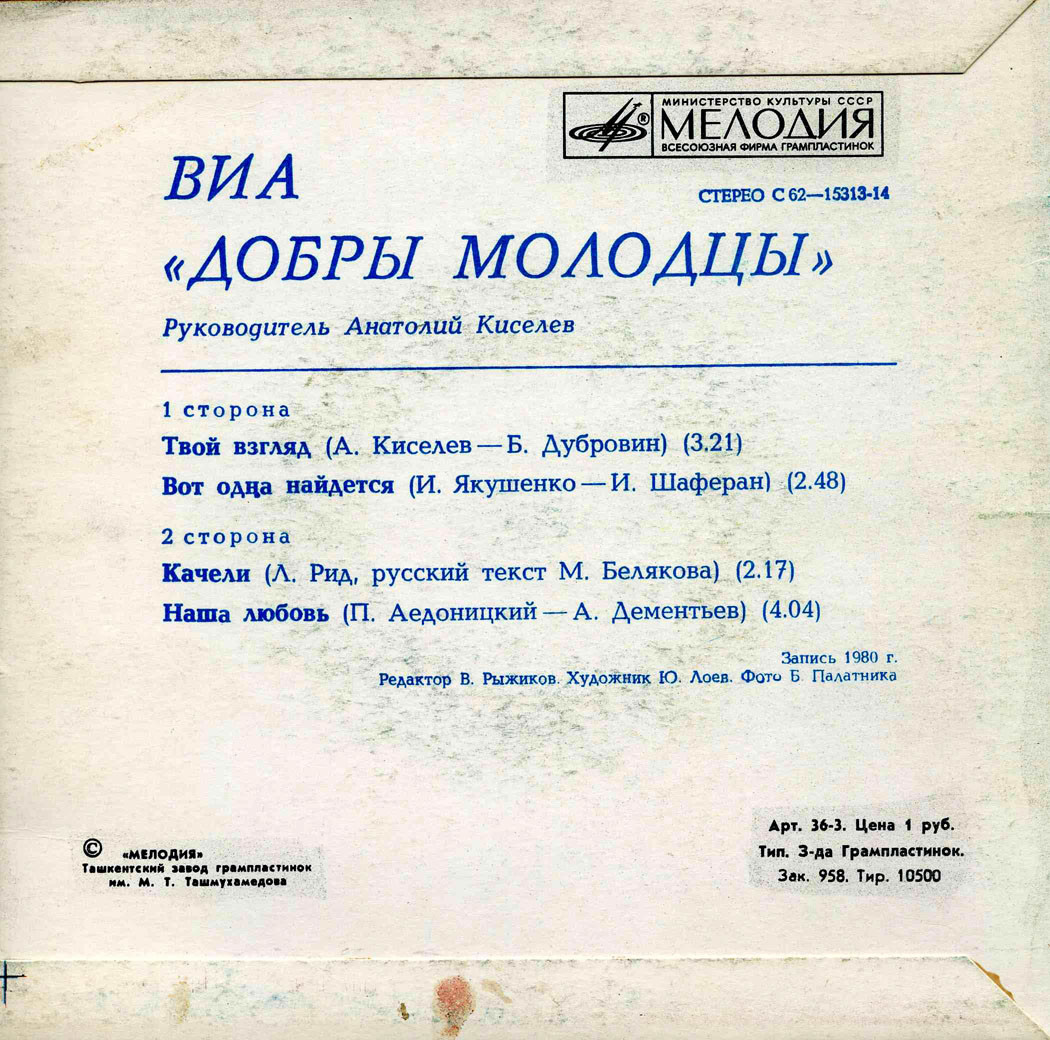 МИНИСТЕРСТВО КУЛЬТУРЫ СССР
® МЕЛОДИЯ
ВСЕСОЮЗНАЯ ФИРМА ГРАМПЛАСТИНОК
СТЕРЕО С 62—15313-14
ВИА
«ДОБРЫ МОЛОДЦЫ»
Руководитель Анатолий Киселев
1 сторона
Твой взгляд (А. Киселев — Б. Дубровин) (3.21)
Вот одна найдется (И. Якушенко — И. Шаферан) (2.48)
2 сторона
Качели (Л. Рид, русский текст М. Белякова) (2.17)
Наша любовь (П. Аедоницкий — А. Дементьев) (4.04)
Запись 1980 г.
Редактор В. Рыжиков. Художник Ю. Лоев. Фото Б. Палатника
© «МЕЛОДИЯ»
Ташкентский завод грампластинок
им. М. Т. Ташмухамедова
Арт. 36-3. Цена 1 руб.
Тип. З-да Грампластинок.
Зак. 958. Тир. 10500